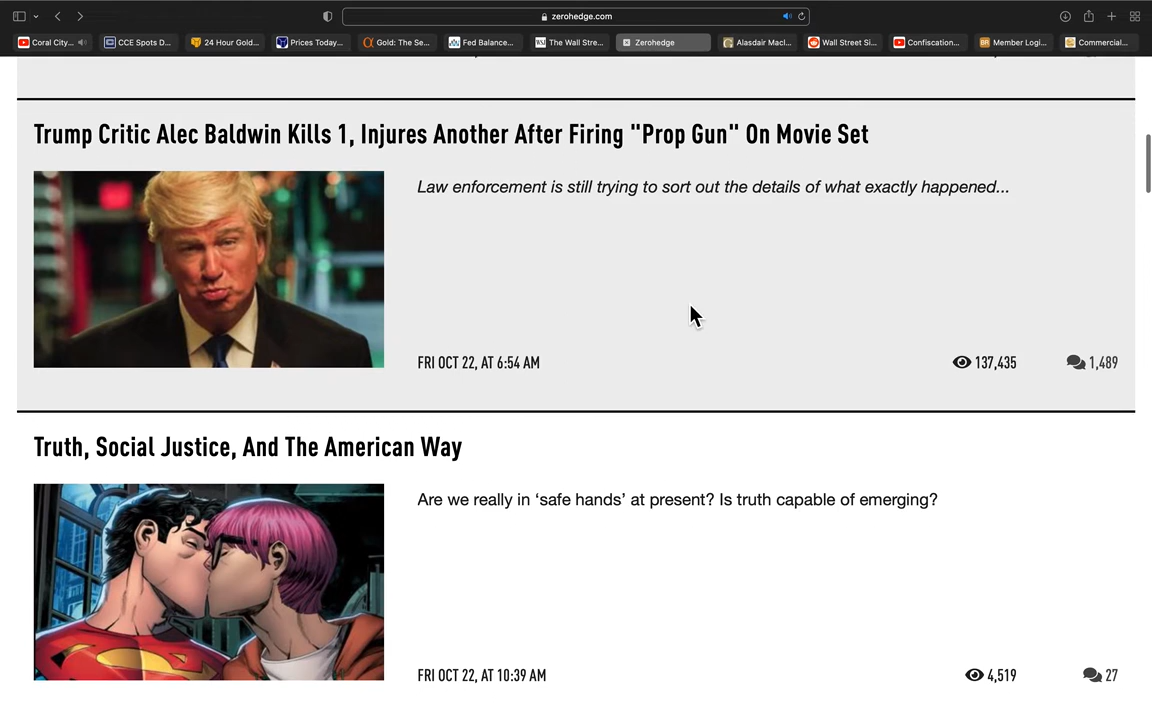 zerohedge.com
Coral City...
CCE Spots D...
24 Hour Gold...
Prices Today...
Gold: The Se...
Fed Balance...
The Wall Stre...
Zerohedge
Alasdair Macl...
Wall Street Si...
Confiscation...
Member Logi...
Commercial...
Trump Critic Alec Baldwin Kills 1, Injures Another After Firing "Prop Gun" On Movie Set
Law enforcement is still trying to sort out the details of what exactly happened...
FRI OCT 22, AT 6:54 AM
137,435
1,489
Truth, Social Justice, And The American Way
Are we really in ‘safe hands’ at present? Is truth capable of emerging?
FRI OCT 22, AT 10:39 AM
4,519
27